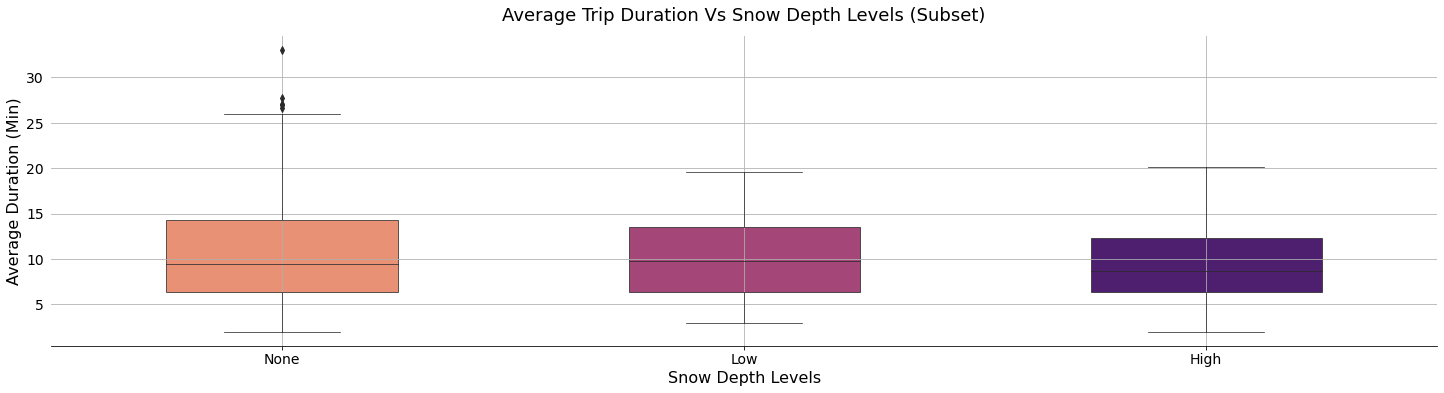 Average Trip Duration Vs Snow Depth Levels (Subset)
Average Duration (Min)
30
25
20
15
10
5
None Low High
Snow Depth Levels